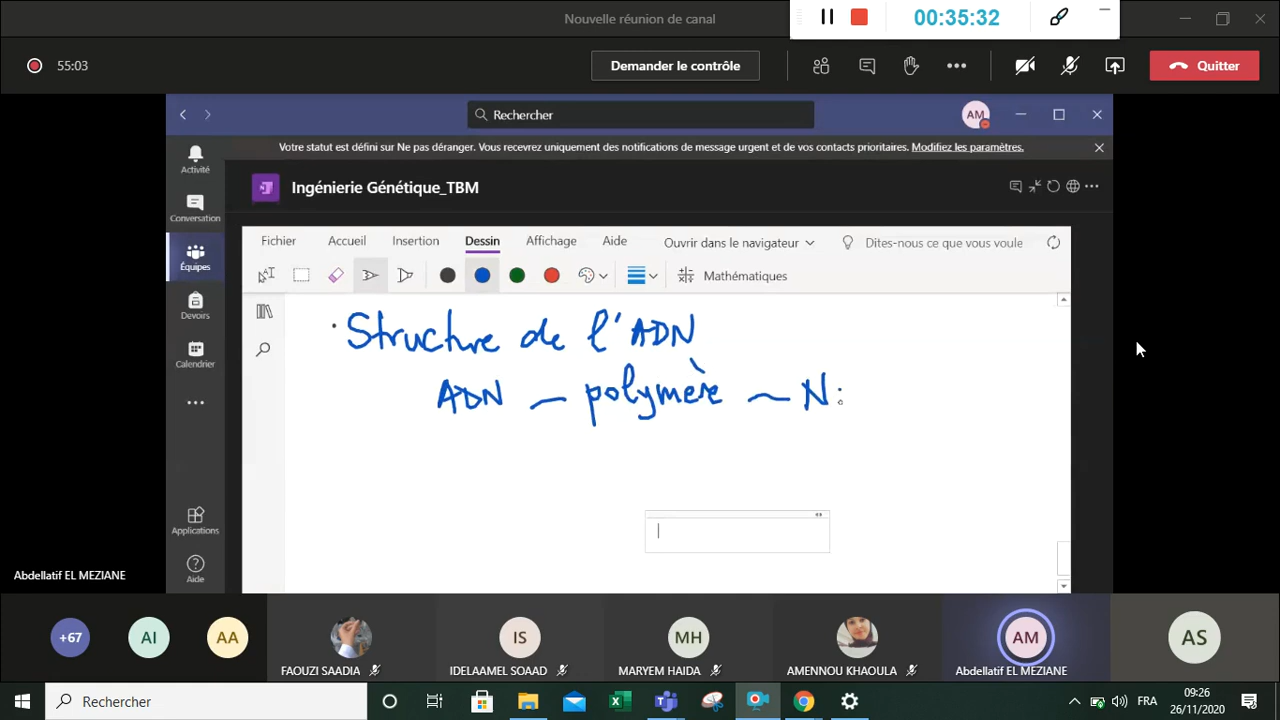 Nouvelle réunion de canal
00:35:32
55:03
Demander le contrôle
Quitter
Rechercher
AM
Votre statut est défini sur Ne pas déranger. Vous recevrez uniquement des notifications de message urgent et de vos contacts prioritaires. Modifiez les paramètres.
Activité
Ingénierie Génétique_TBM
Conversation
Fichier Accueil Insertion Dessin Affichage Aide Ouvrir dans le navigateur Dites-nous ce que vous voule
Équipes
Mathématiques
Devoirs
• Structure de l'ADN
Calendrier
ADN — polymère — N:
Applications
Aide
Abdellatif EL MEZIANE
+67 AI AA IS MH AM AS
FAOUZI SAADIA IDELAAMEL SOAAD MARYEM HAIDA AMENNOU KHAOULA Abdellatif EL MEZIANE
Rechercher
FRA
09:26
26/11/2020